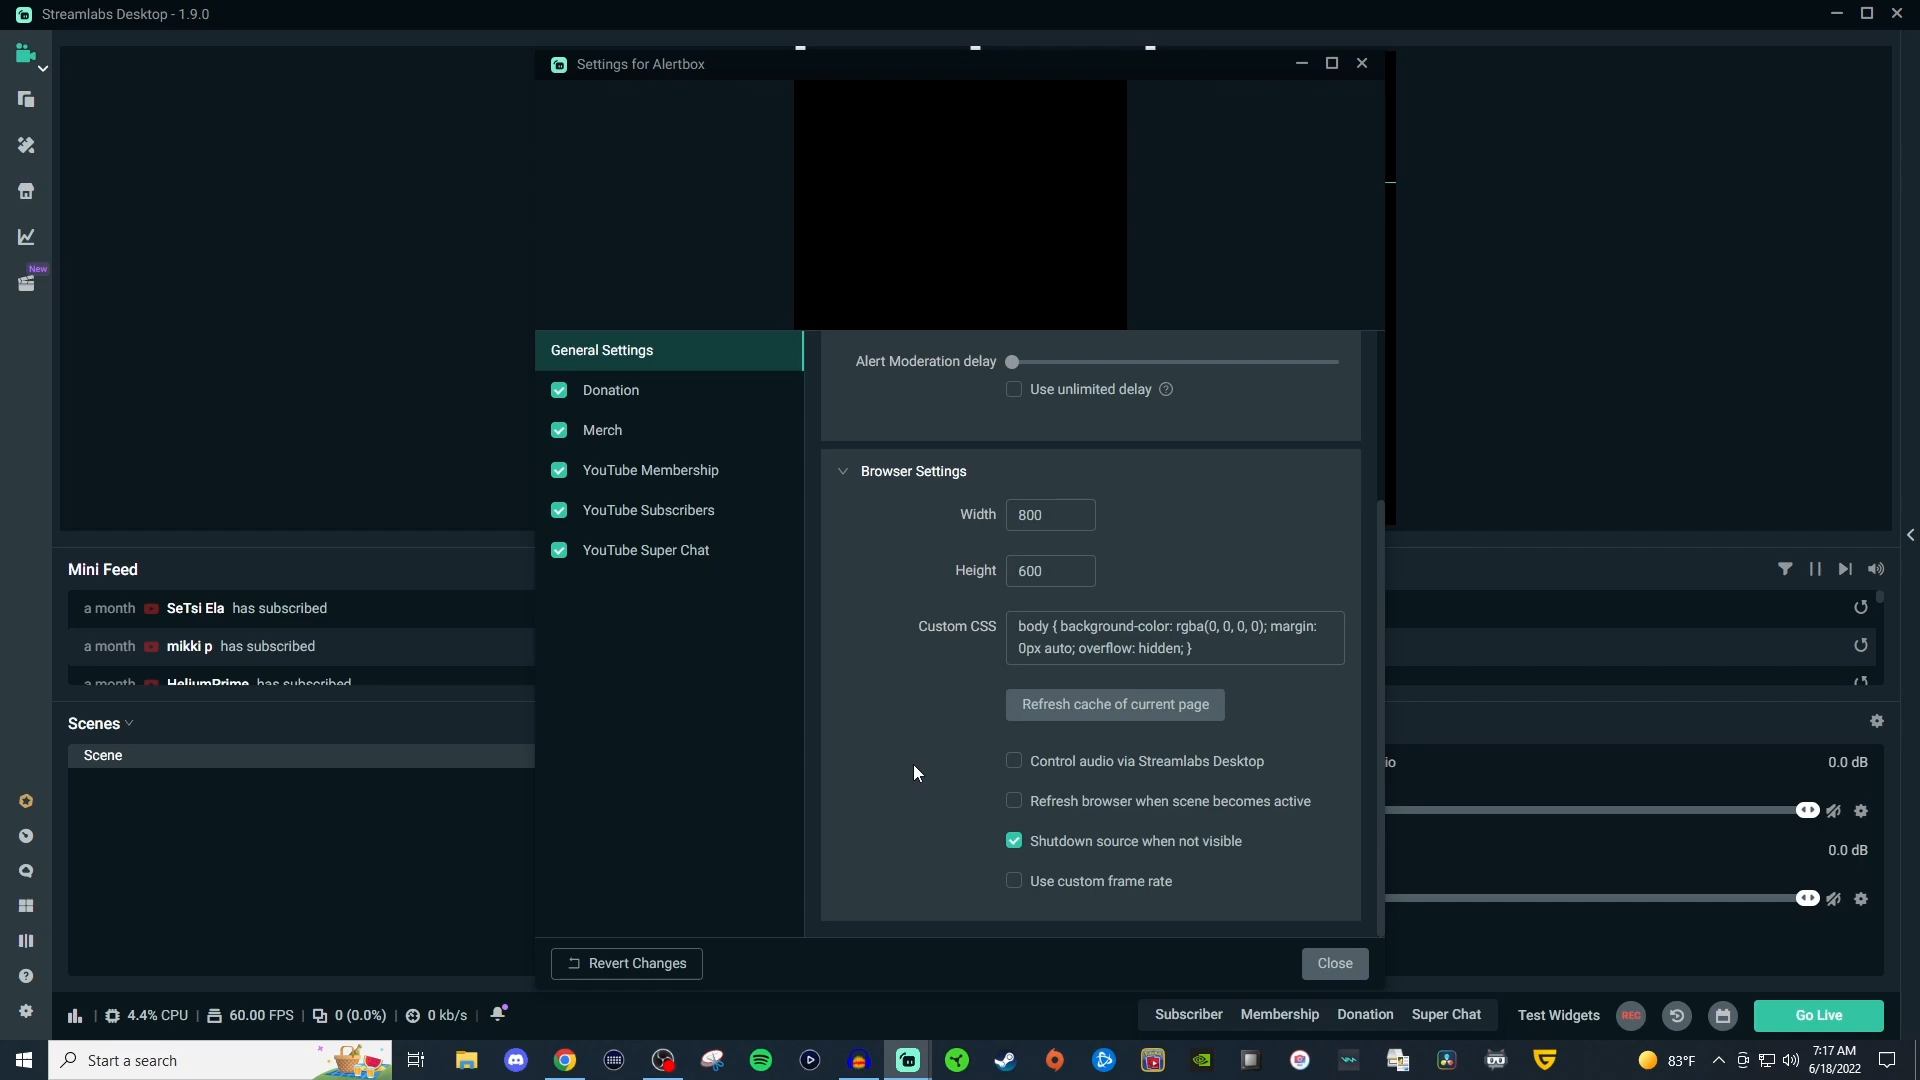 Streamlabs Desktop - 1.9.0
Settings for Alertbox
New
General Settings
Donation
Merch
YouTube Membership
YouTube Subscribers
YouTube Super Chat
Alert Moderation delay
Use unlimited delay
Browser Settings
Width 800
Height 600
Custom CSS body { background-color: rgba(0, 0, 0, 0); margin:
0px auto; overflow: hidden; }
Refresh cache of current page
Control audio via Streamlabs Desktop
Refresh browser when scene becomes active
Shutdown source when not visible
Use custom frame rate
Revert Changes
Close
Mini Feed
a month SeTsi Ela has subscribed
a month mikki p has subscribed
a month HeliumPrime has subscribed
Scenes
Scene
io 0.0 dB
0.0 dB
4.4% CPU 60.00 FPS 0 (0.0%) 0 kb/s
Subscriber Membership Donation Super Chat Test Widgets REC Go Live
Start a search
83°F
7:17 AM
6/18/2022